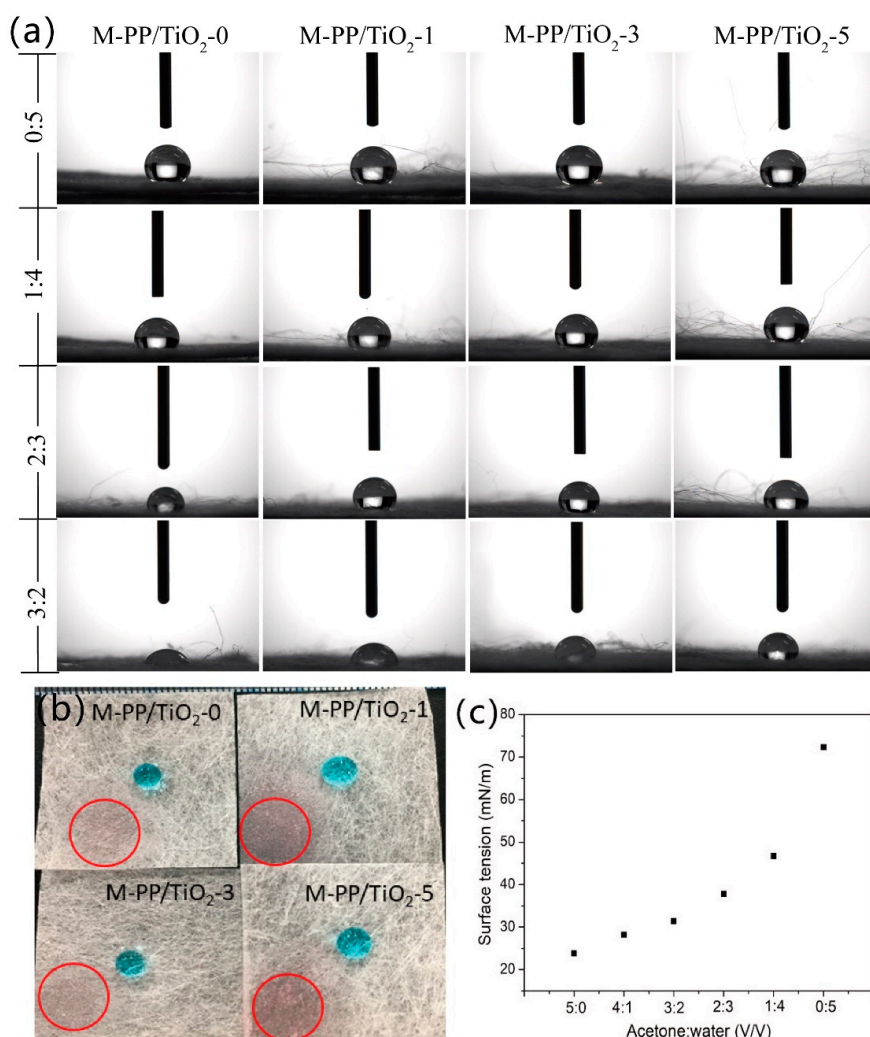 (a)
M-PP/TiO₂-0 M-PP/TiO₂-1 M-PP/TiO₂-3 M-PP/TiO₂-5
0:5
1:4
2:3
3:2
(b)
M-PP/TiO₂-0 M-PP/TiO₂-1
M-PP/TiO₂-3 M-PP/TiO₂-5
(c)
80
70
60
50
40
30
20
Surface tension (mN/m)
5:0 4:1 3:2 2:3 1:4 0:5
Acetone:water (V/V)